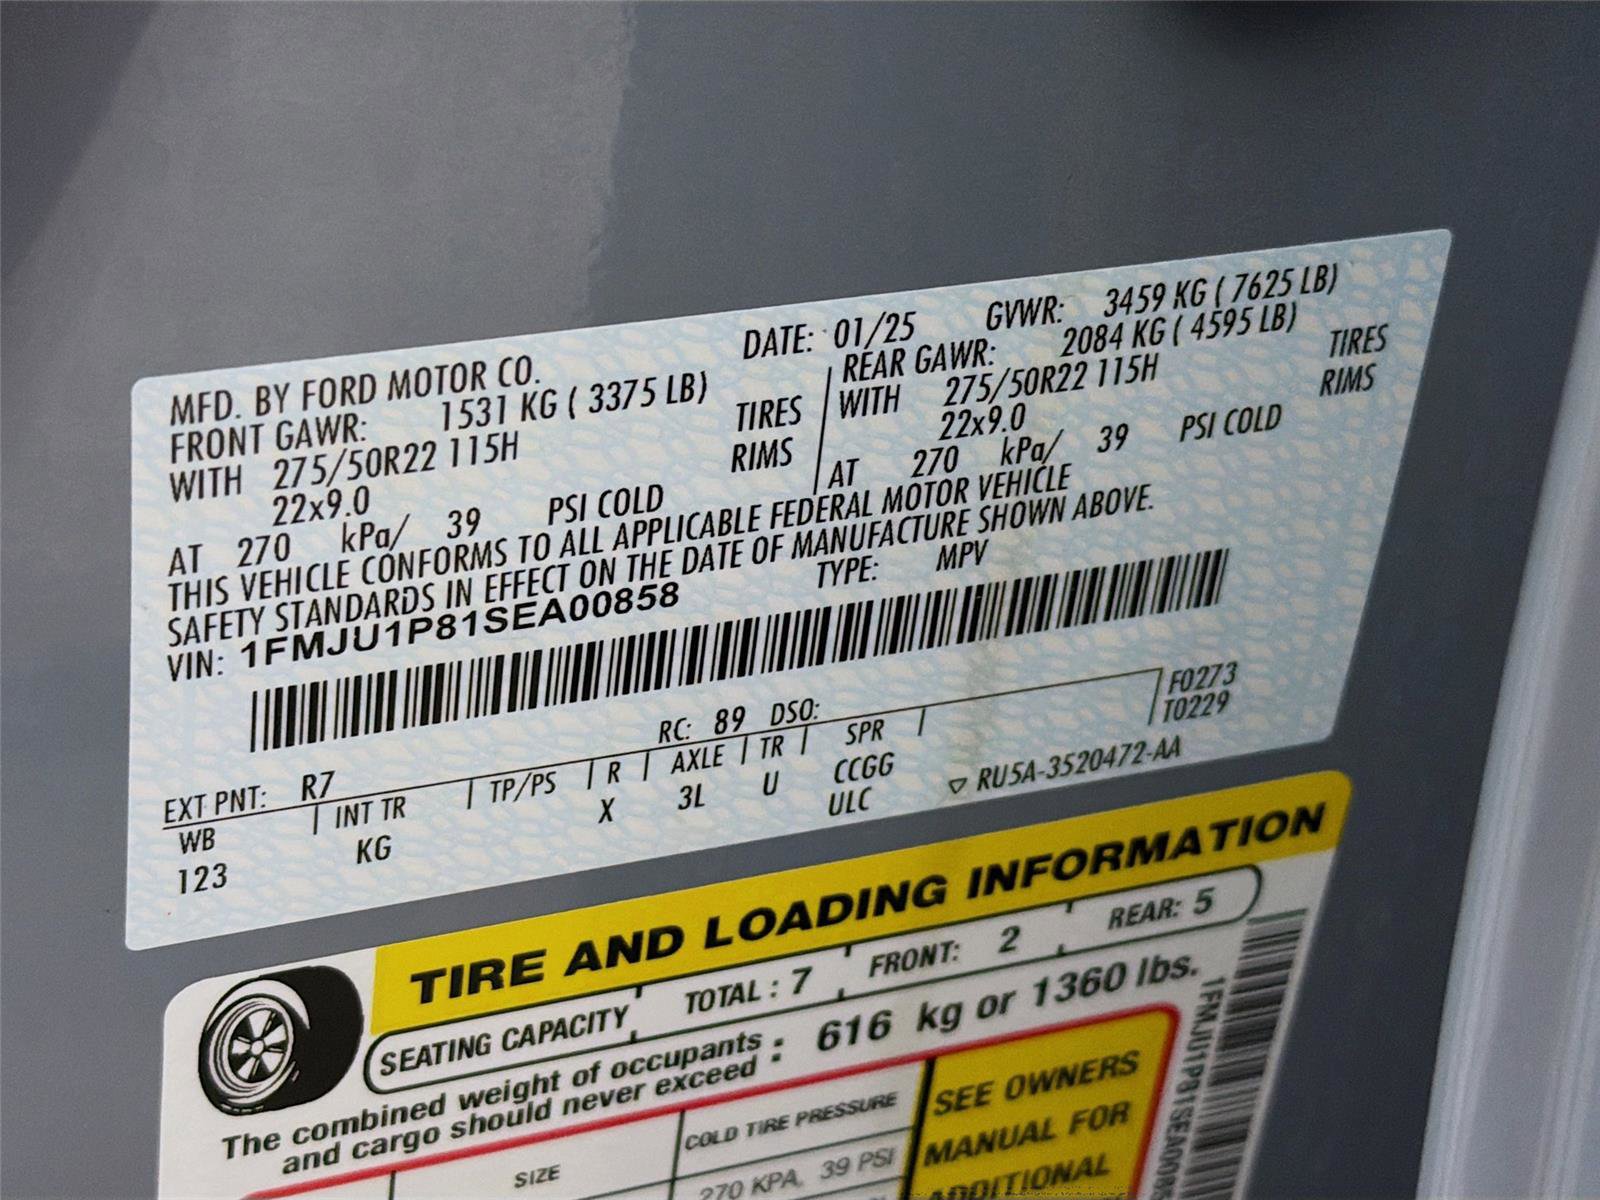 MFD. BY FORD MOTOR CO.
DATE: 01/25 GVWR: 3459 KG ( 7625 LB)
FRONT GAWR: 1531 KG ( 3375 LB)
REAR GAWR: 2084 KG ( 4595 LB)
WITH 275/50R22 115H TIRES
WITH 275/50R22 115H TIRES
22x9.0 RIMS
22x9.0 RIMS
AT 270 kPa/ 39 PSI COLD
AT 270 kPa/ 39 PSI COLD
THIS VEHICLE CONFORMS TO ALL APPLICABLE FEDERAL MOTOR VEHICLE
SAFETY STANDARDS IN EFFECT ON THE DATE OF MANUFACTURE SHOWN ABOVE.
VIN: 1FMJU1P81SEA00858 TYPE: MPV
F0273
T0229
EXT PNT: R7 RC: 89 DSO:
WB INT TR TP/PS R AXLE TR SPR
123 KG X 3L U CCGG
ULC
RU5A-3520472-AA
TIRE AND LOADING INFORMATION
SEATING CAPACITY TOTAL : 7 FRONT: 2 REAR: 5
The combined weight of occupants
and cargo should never exceed : 616 kg or 1360 lbs.
SIZE
COLD TIRE PRESSURE
270 KPA, 39 PSI
SEE OWNERS
MANUAL FOR
ADDITIONAL
1FMJU1P81SEA0085